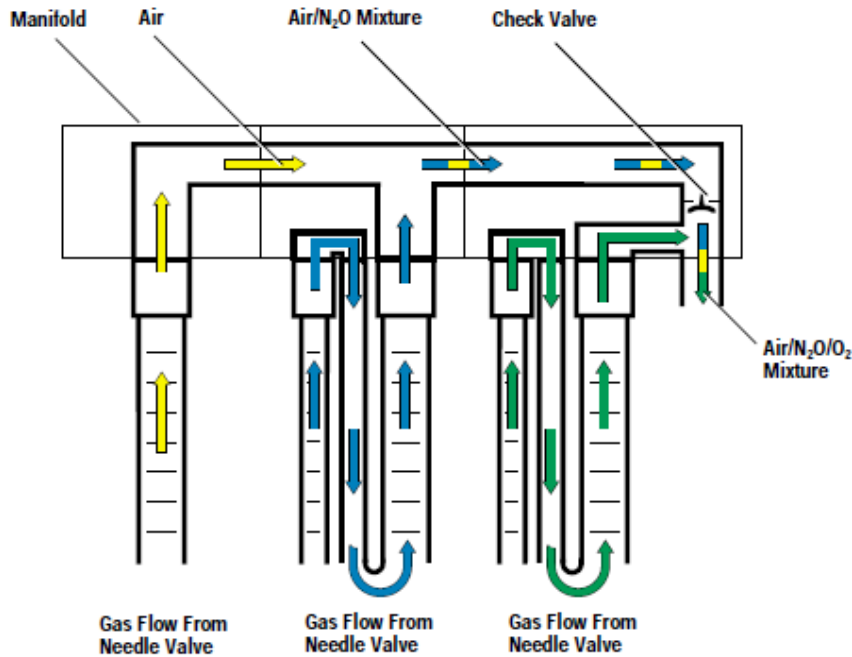 Manifold
Air
Air/N₂O Mixture
Check Valve
Air/N₂O/O₂
Mixture
Gas Flow From
Needle Valve
Gas Flow From
Needle Valve
Gas Flow From
Needle Valve